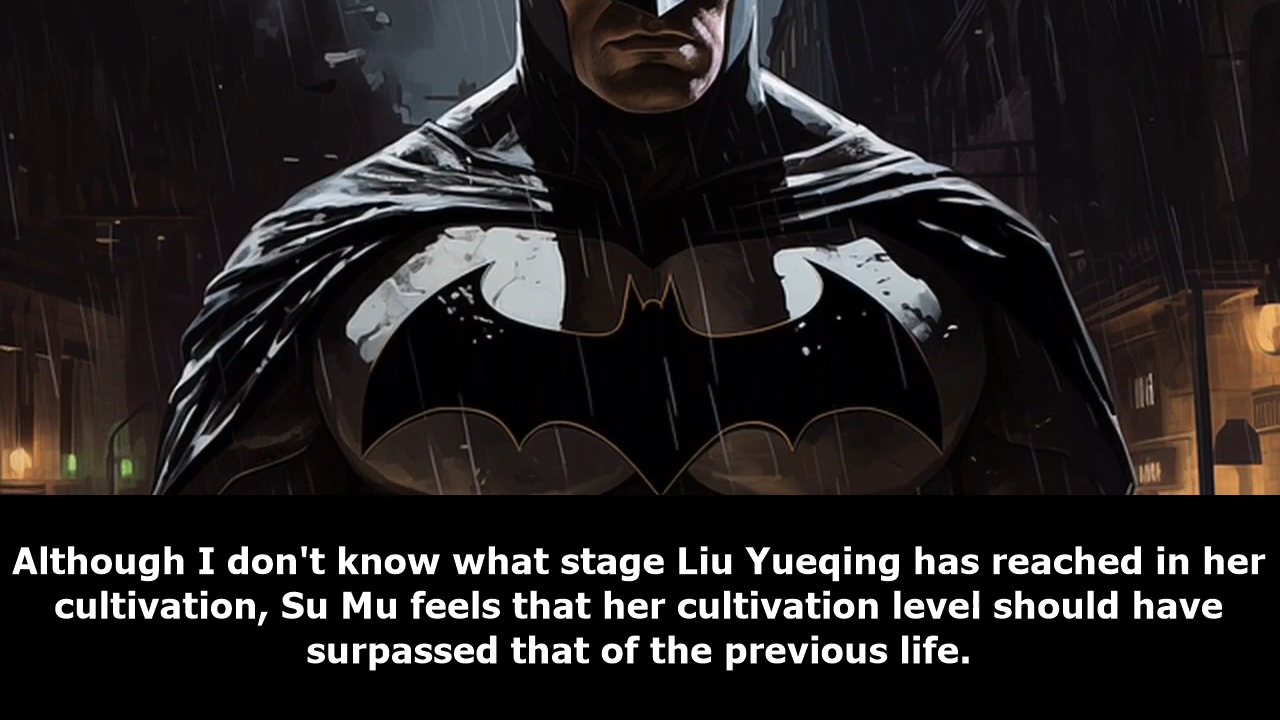 Although I don't know what stage Liu Yueqing has reached in her
cultivation, Su Mu feels that her cultivation level should have
surpassed that of the previous life.